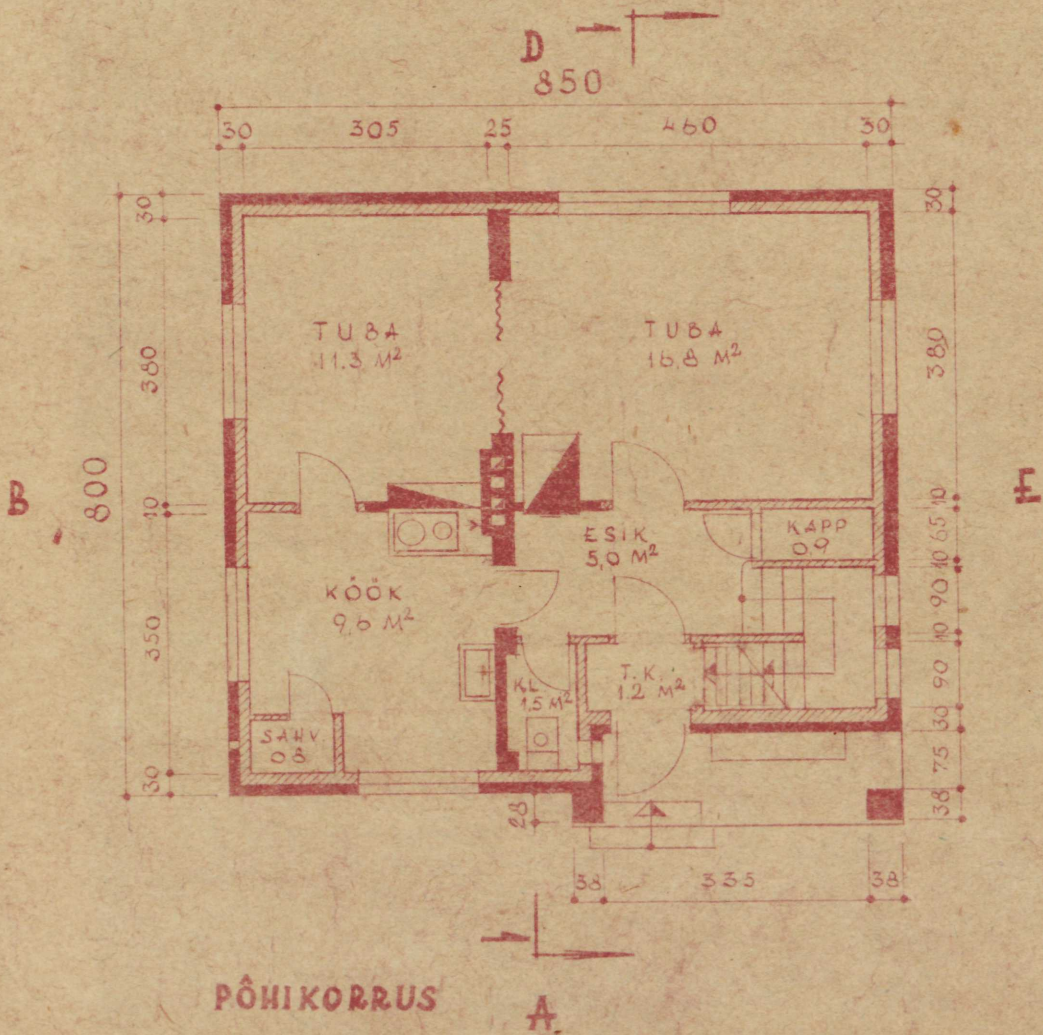 D
850
30 305 25 460 30
30
30
TUBA
11.3 M²
TUBA
16,8 M²
380
380
B
800
E
10
10
ESIK
5,0 M²
KAPP
0,9
65
10
KÖÖK
9,6 M²
90
350
10
T.K.
1.2 M²
KL.
1,5 M²
90
SAHV
0.8
30
75
30
28
38
38 335 38
PÕHIKORRUS
A